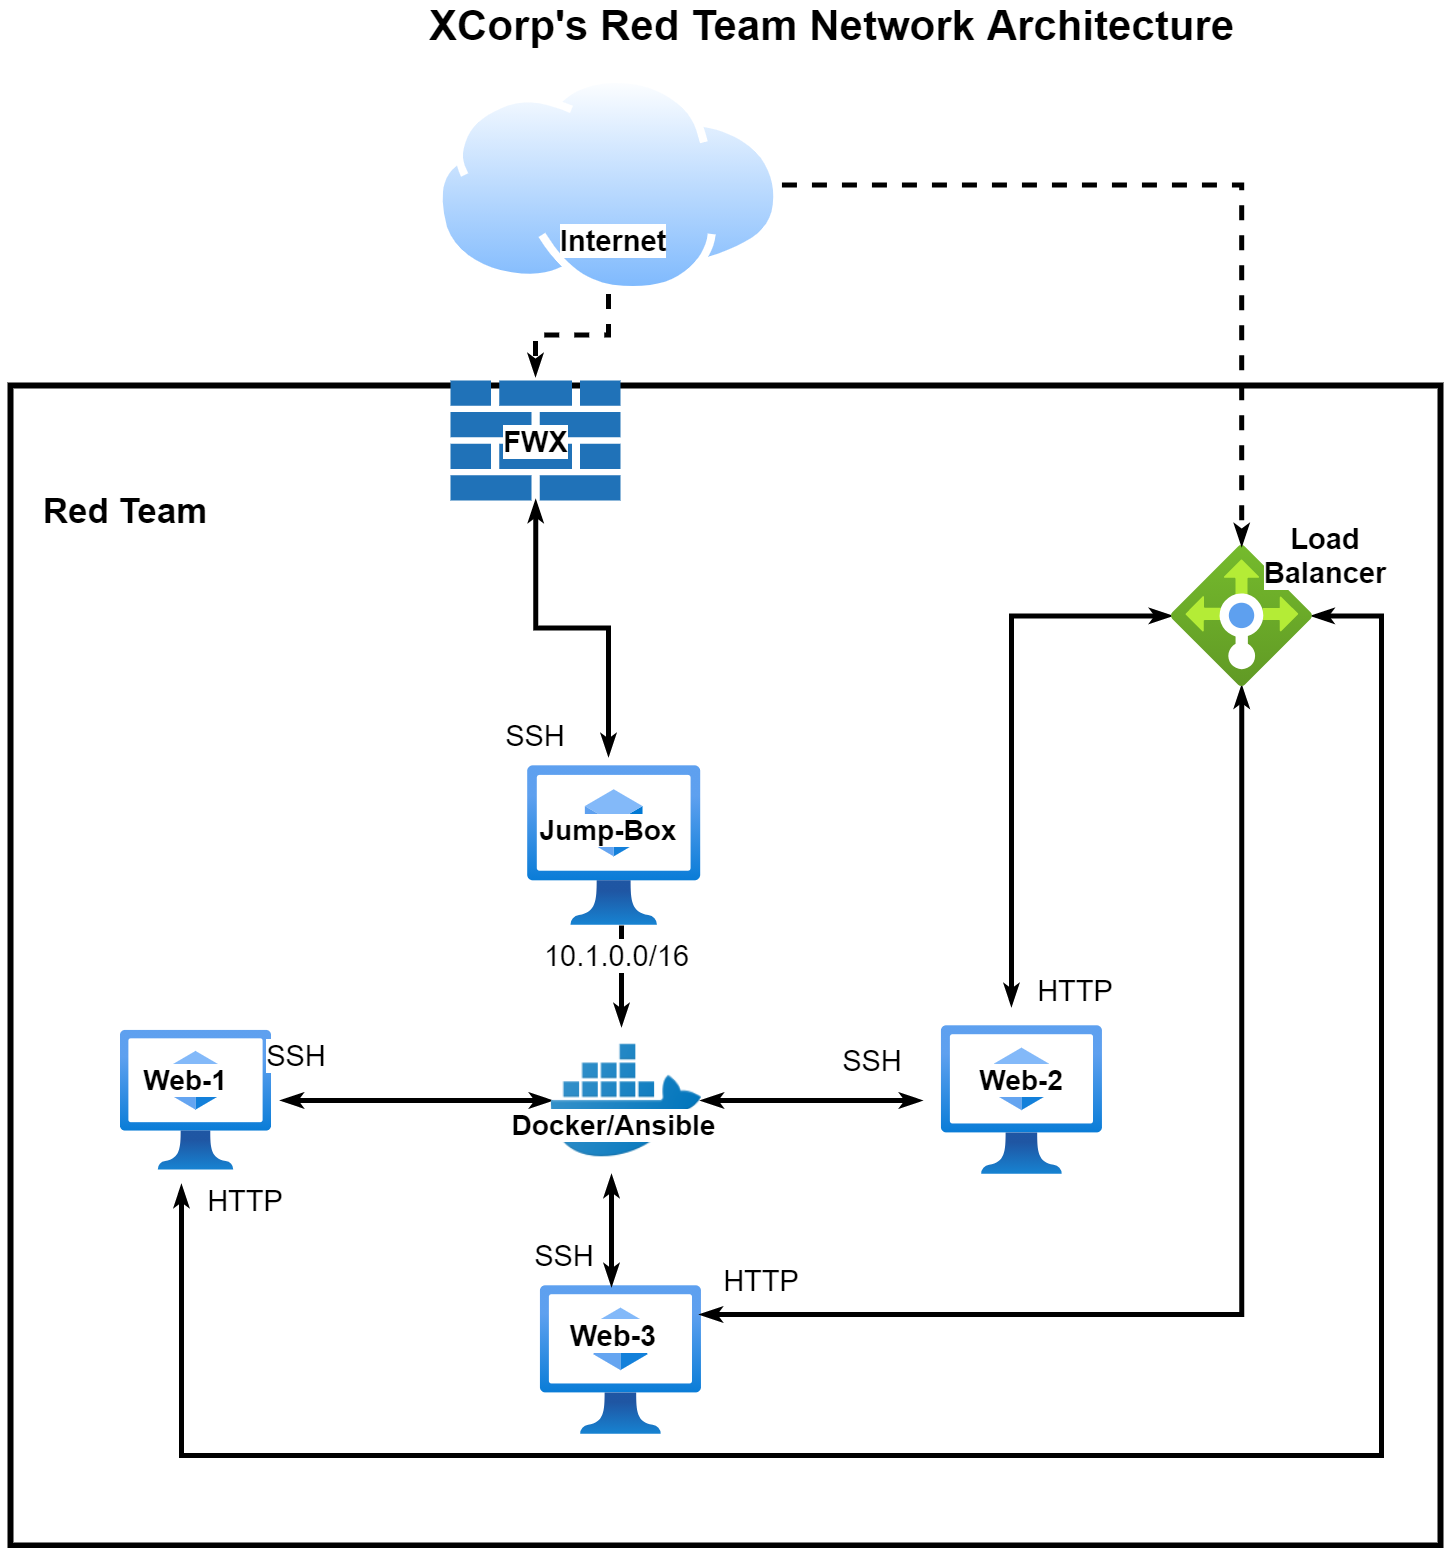 XCorp's Red Team Network Architecture
Internet
FWX
Red Team
Load
Balancer
SSH
Jump-Box
10.1.0.0/16
HTTP
SSH
SSH
Web-1
Web-2
Docker/Ansible
HTTP
SSH
HTTP
Web-3